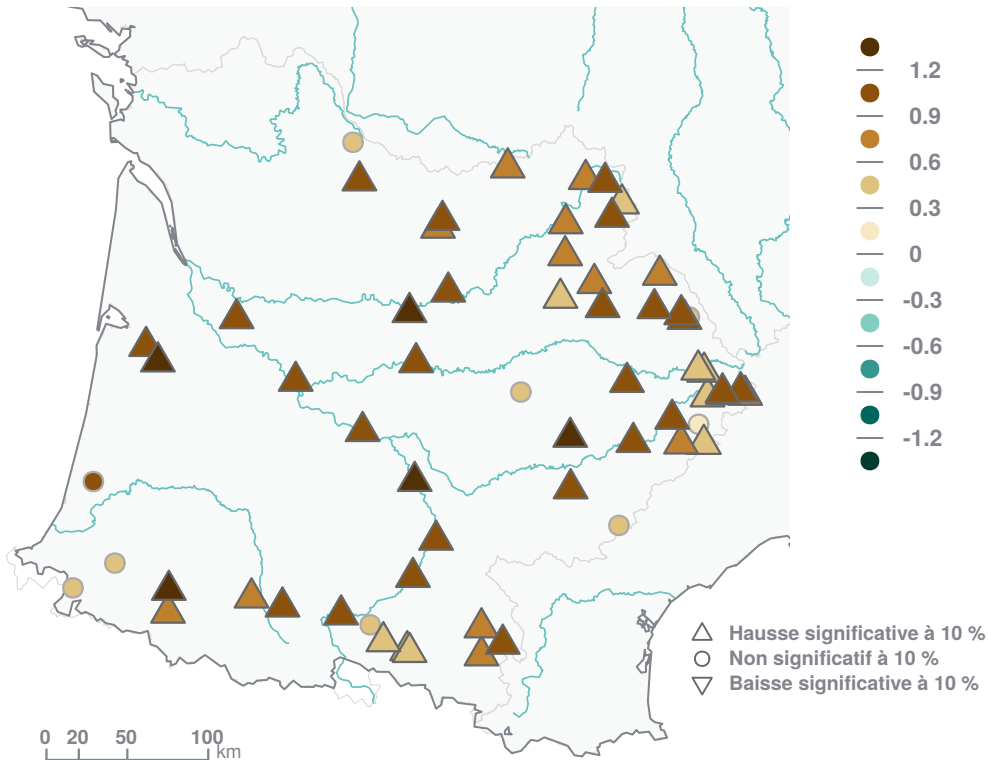 1.2
0.9
0.6
0.3
0
-0.3
-0.6
-0.9
-1.2
Hausse significative à 10 %
Non significatif à 10 %
Baisse significative à 10 %
0 20 50 100
km